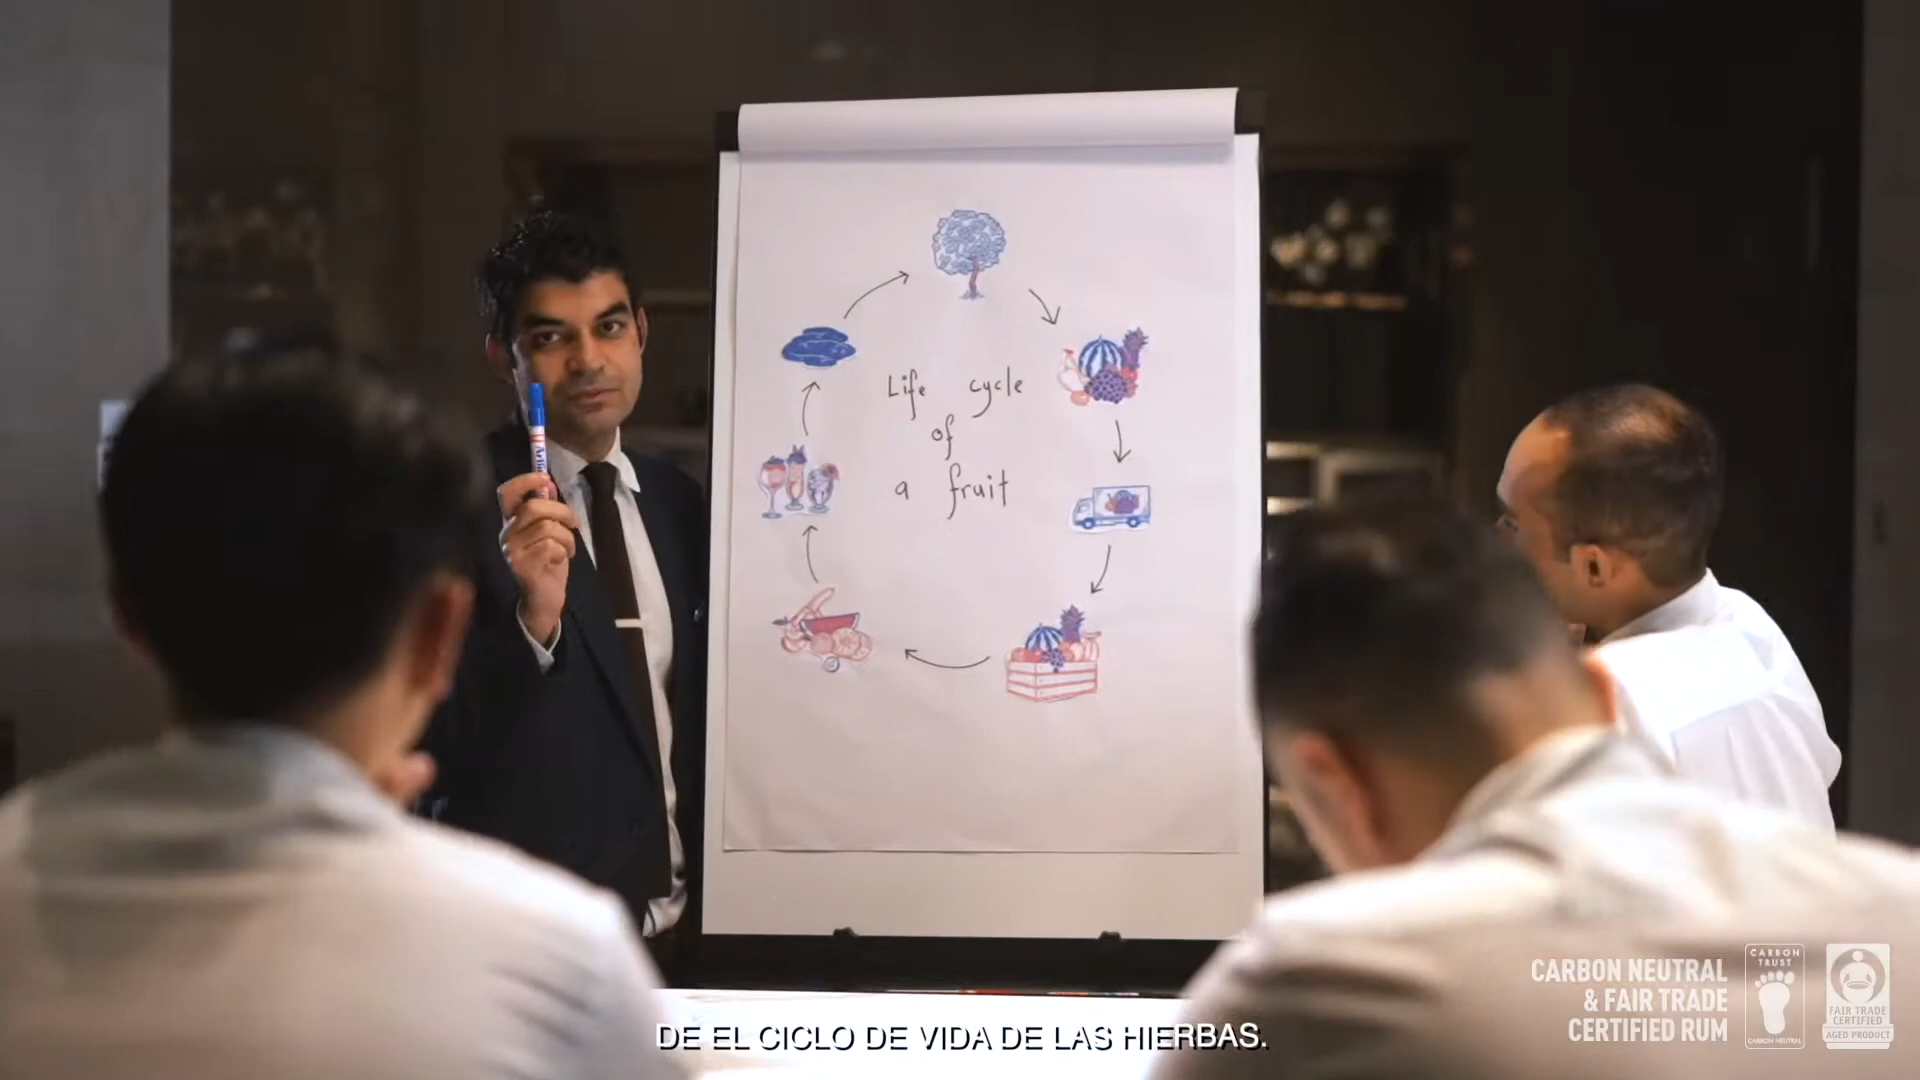 Life cycle
of
a fruit
Artline
CARBON NEUTRAL
& FAIR TRADE
CERTIFIED RUM
CARBON
TRUST
CARBON NEUTRAL
FAIR TRADE
CERTIFIED
AGED PRODUCT
DE EL CICLO DE VIDA DE LAS HIERBAS.